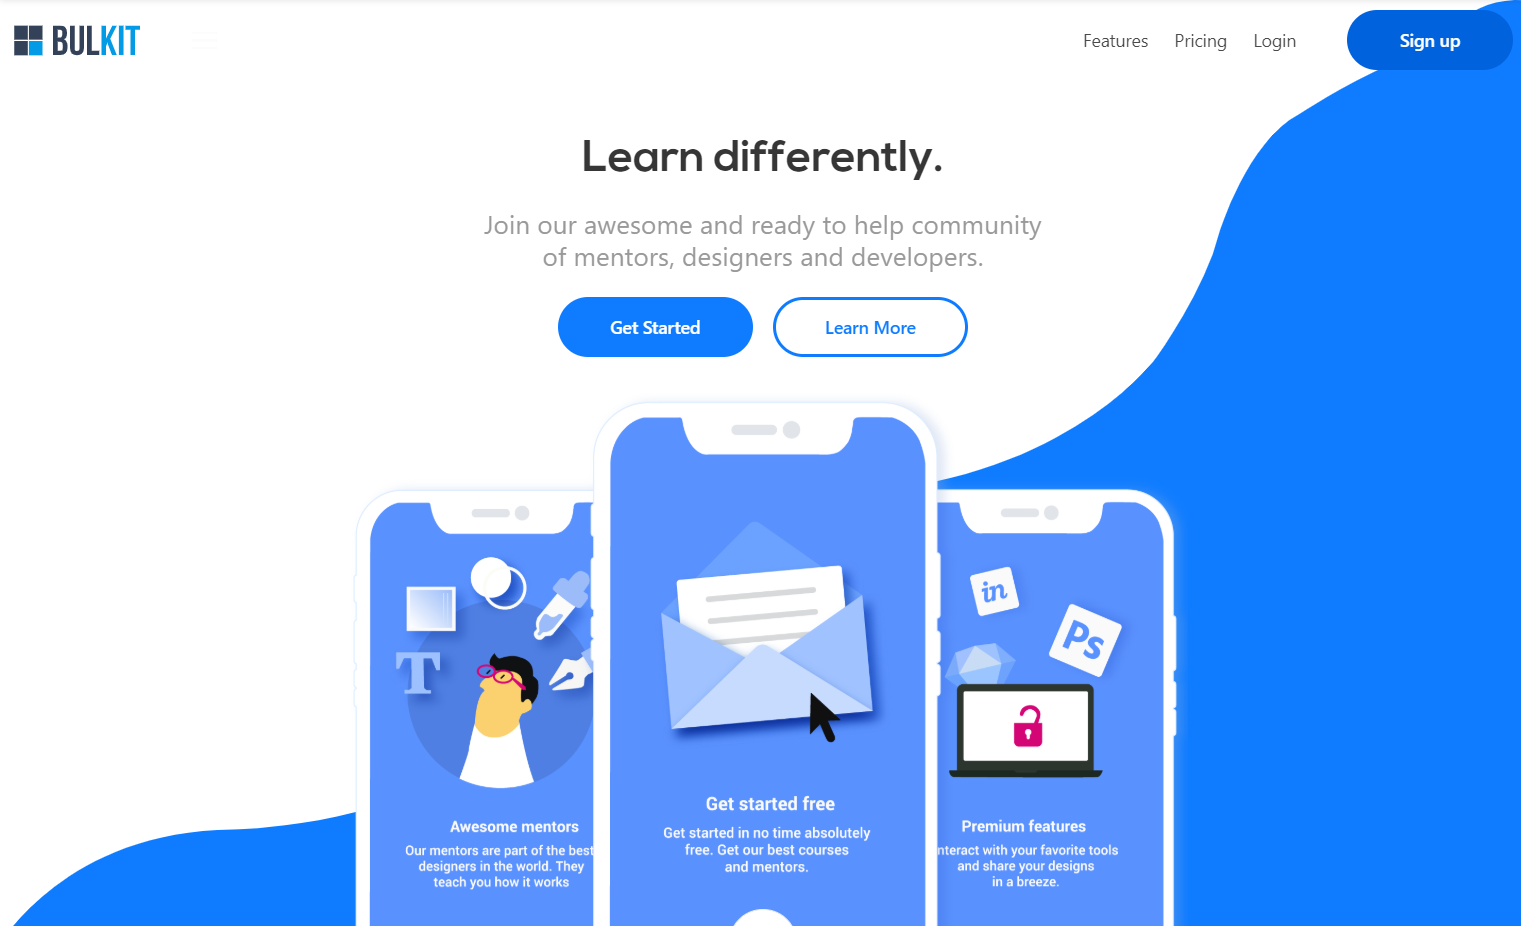 BULKIT
Features
Pricing
Login
Sign up
Learn differently.
Join our awesome and ready to help community
of mentors, designers and developers.
Get Started
Learn More
T
Awesome mentors
Our mentors are part of the best
designers in the world. They
teach you how it works
Get started free
Get started in no time absolutely
free. Get our best courses
and mentors.
in
Ps
Premium features
nteract with your favorite tools
and share your designs
in a breeze.